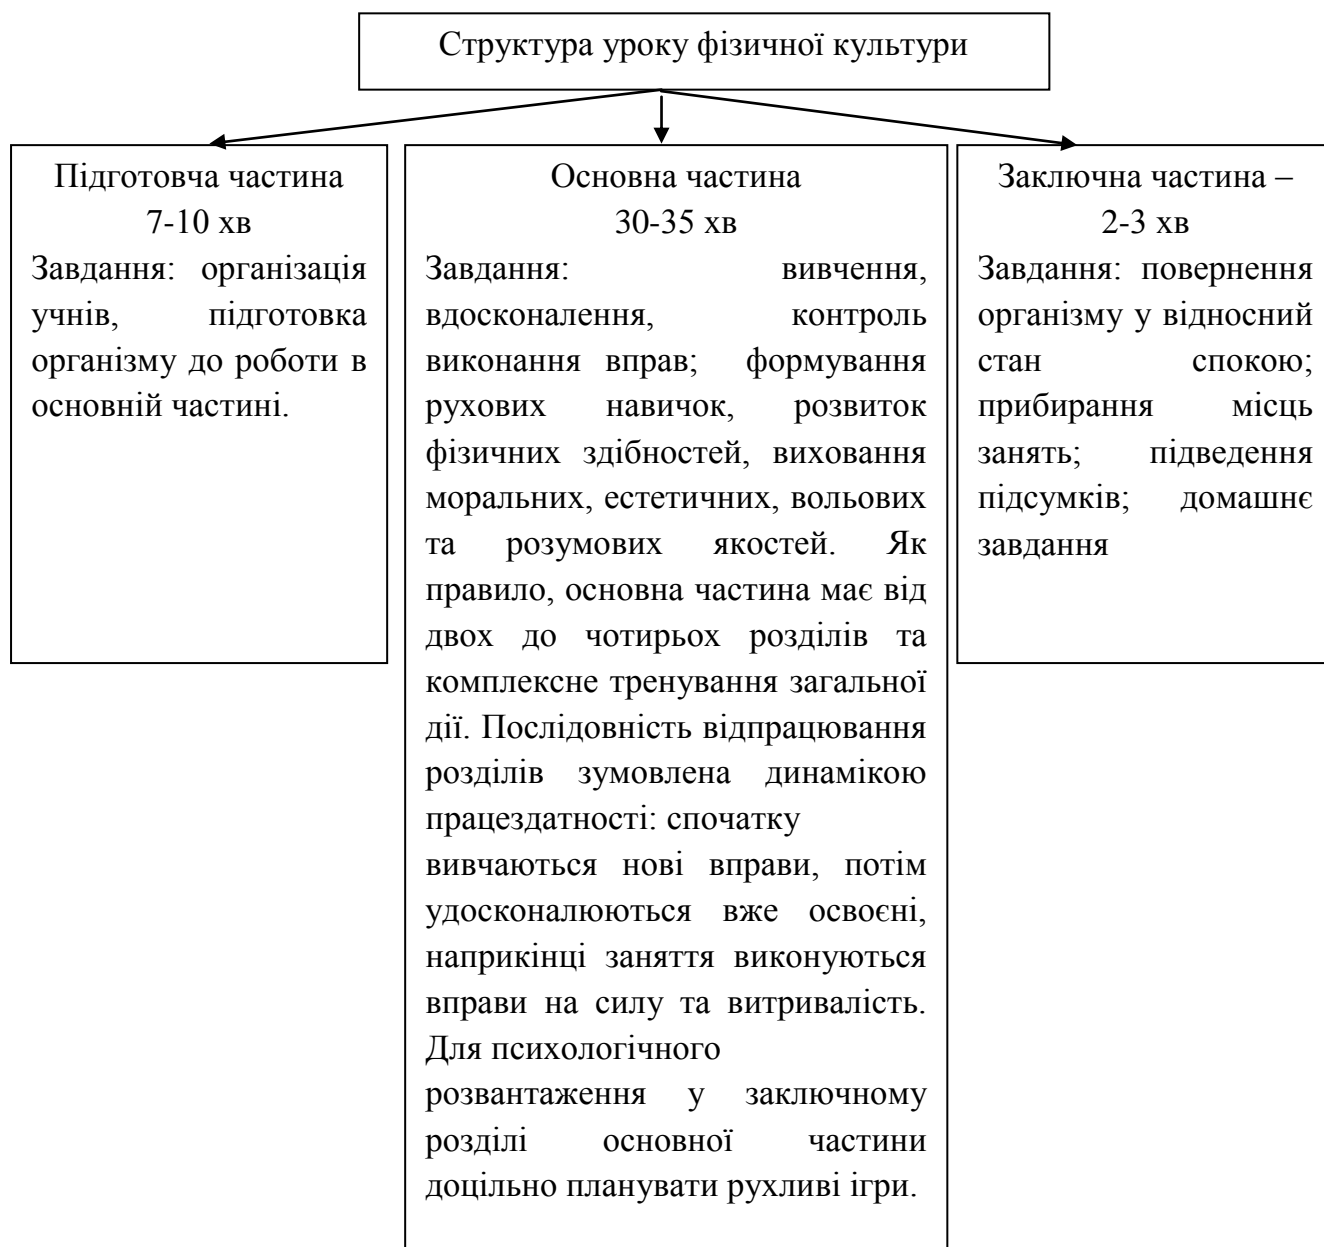 Структура уроку фізичної культури
Підготовча частина
7-10 хв
Завдання: організація
учнів, підготовка
організму до роботи в
основній частині.
Основна частина
30-35 хв
Завдання: вивчення,
вдосконалення, контроль
виконання вправ; формування
рухових навичок, розвиток
фізичних здібностей, виховання
моральних, естетичних, вольових
та розумових якостей. Як
правило, основна частина має від
двох до чотирьох розділів та
комплексне тренування загальної
дії. Послідовність відпрацювання
розділів зумовлена динамікою
працездатності: спочатку
вивчаються нові вправи, потім
удосконалюються вже освоєні,
наприкінці заняття виконуються
вправи на силу та витривалість.
Для психологічного
розвантаження у заключному
розділі основної частини
доцільно планувати рухливі ігри.
Заключна частина –
2-3 хв
Завдання: повернення
організму у відносний
стан спокою;
прибирання місць
занять; підведення
підсумків; домашнє
завдання